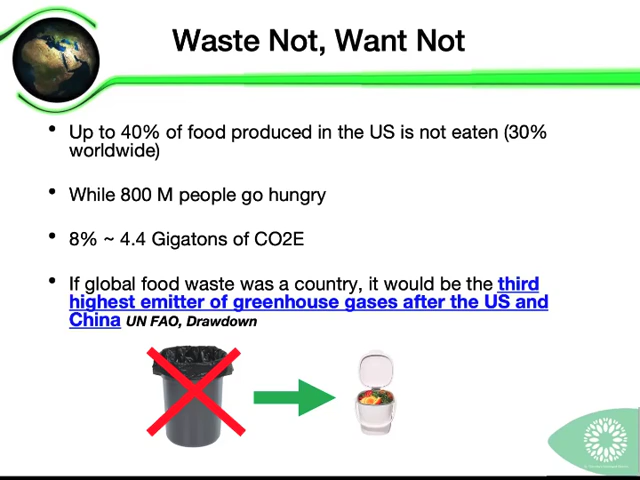 Waste Not, Want Not
• Up to 40% of food produced in the US is not eaten (30%
worldwide)
• While 800 M people go hungry
• 8% ~ 4.4 Gigatons of CO2E
• If global food waste was a country, it would be the third
highest emitter of greenhouse gases after the US and
China UN FAO, Drawdown